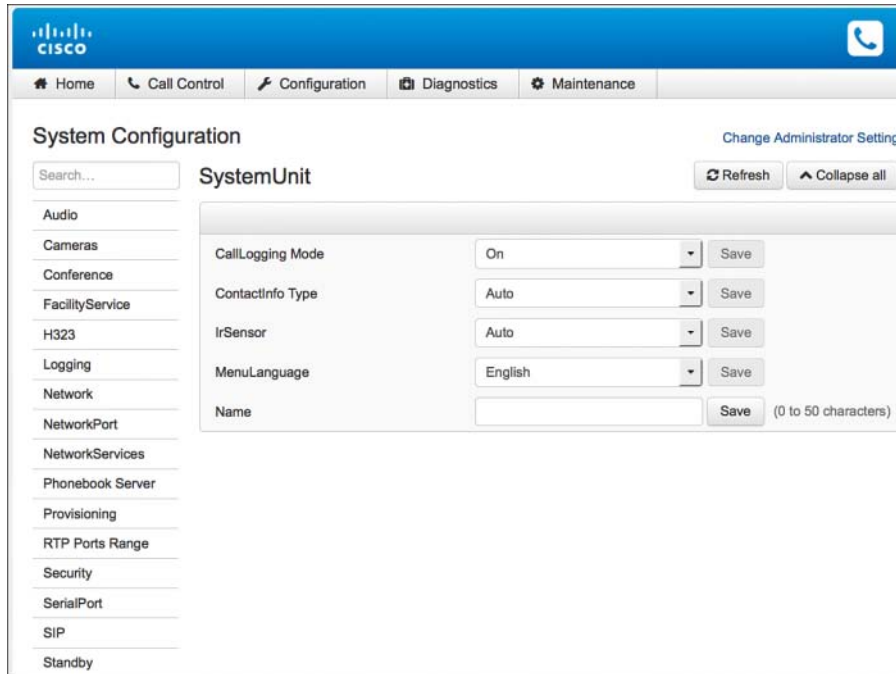 CISCO
Home
Call Control
Configuration
Diagnostics
Maintenance
System Configuration
Change Administrator Setting
Search...
SystemUnit
Refresh
Collapse all
Audio
Cameras
Conference
FacilityService
H323
Logging
Network
NetworkPort
NetworkServices
Phonebook Server
Provisioning
RTP Ports Range
Security
SerialPort
SIP
Standby
CallLogging Mode
On
Save
ContactInfo Type
Auto
Save
IrSensor
Auto
Save
MenuLanguage
English
Save
Name
Save
(0 to 50 characters)